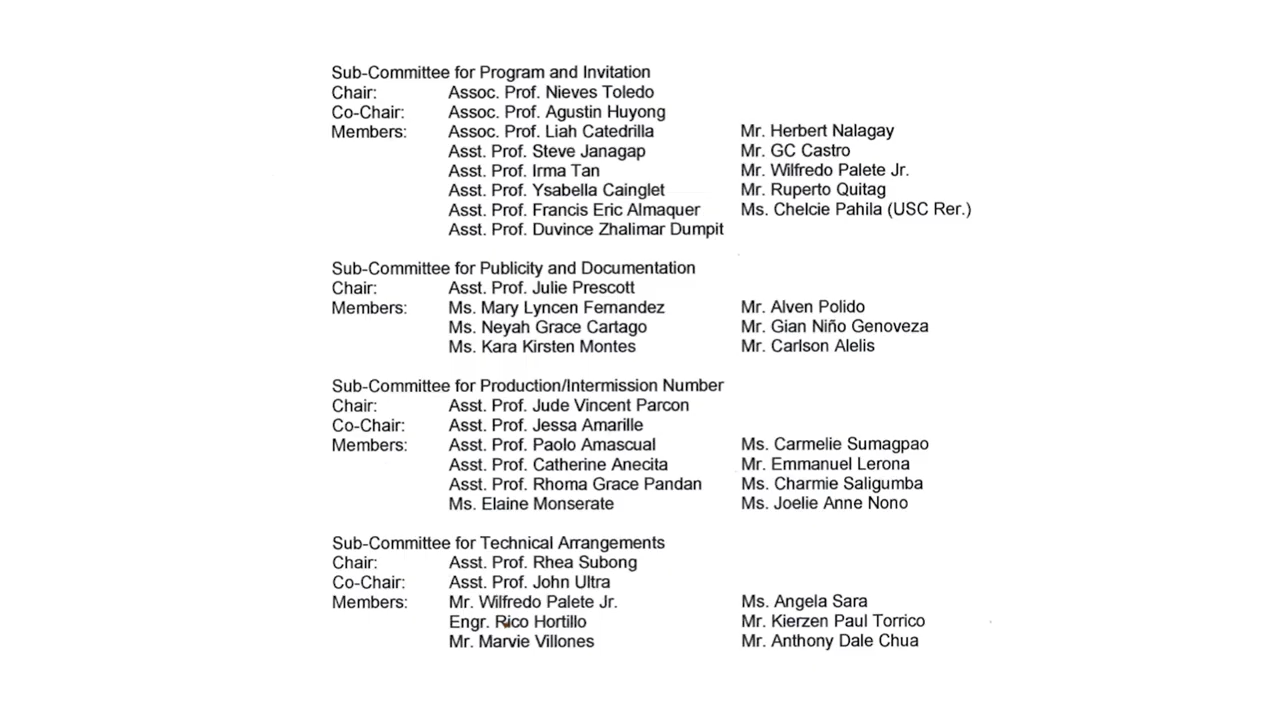 Sub-Committee for Program and Invitation
Chair: Assoc. Prof. Nieves Toledo
Co-Chair: Assoc. Prof. Agustin Huyong
Members: Assoc. Prof. Liah Catedrilla Mr. Herbert Nalagay
Asst. Prof. Steve Janagap Mr. GC Castro
Asst. Prof. Irma Tan Mr. Wilfredo Palete Jr.
Asst. Prof. Ysabella Cainglet Mr. Ruperto Quitag
Asst. Prof. Francis Eric Almaquer Ms. Chelcie Pahila (USC Rer.)
Asst. Prof. Duvince Zhalimar Dumpit
Sub-Committee for Publicity and Documentation
Chair: Asst. Prof. Julie Prescott
Members: Ms. Mary Lyncen Fernandez Mr. Alven Polido
Ms. Neyah Grace Cartago Mr. Gian Niño Genoveza
Ms. Kara Kirsten Montes Mr. Carlson Alelis
Sub-Committee for Production/Intermission Number
Chair: Asst. Prof. Jude Vincent Parcon
Co-Chair: Asst. Prof. Jessa Amarille
Members: Asst. Prof. Paolo Amascual Ms. Carmelie Sumagpao
Asst. Prof. Catherine Anecita Mr. Emmanuel Lerona
Asst. Prof. Rhoma Grace Pandan Ms. Charmie Saligumba
Ms. Elaine Monserate Ms. Joelie Anne Nono
Sub-Committee for Technical Arrangements
Chair: Asst. Prof. Rhea Subong
Co-Chair: Asst. Prof. John Ultra
Members: Mr. Wilfredo Palete Jr. Ms. Angela Sara
Engr. Rico Hortillo Mr. Kierzen Paul Torrico
Mr. Marvie Villones Mr. Anthony Dale Chua